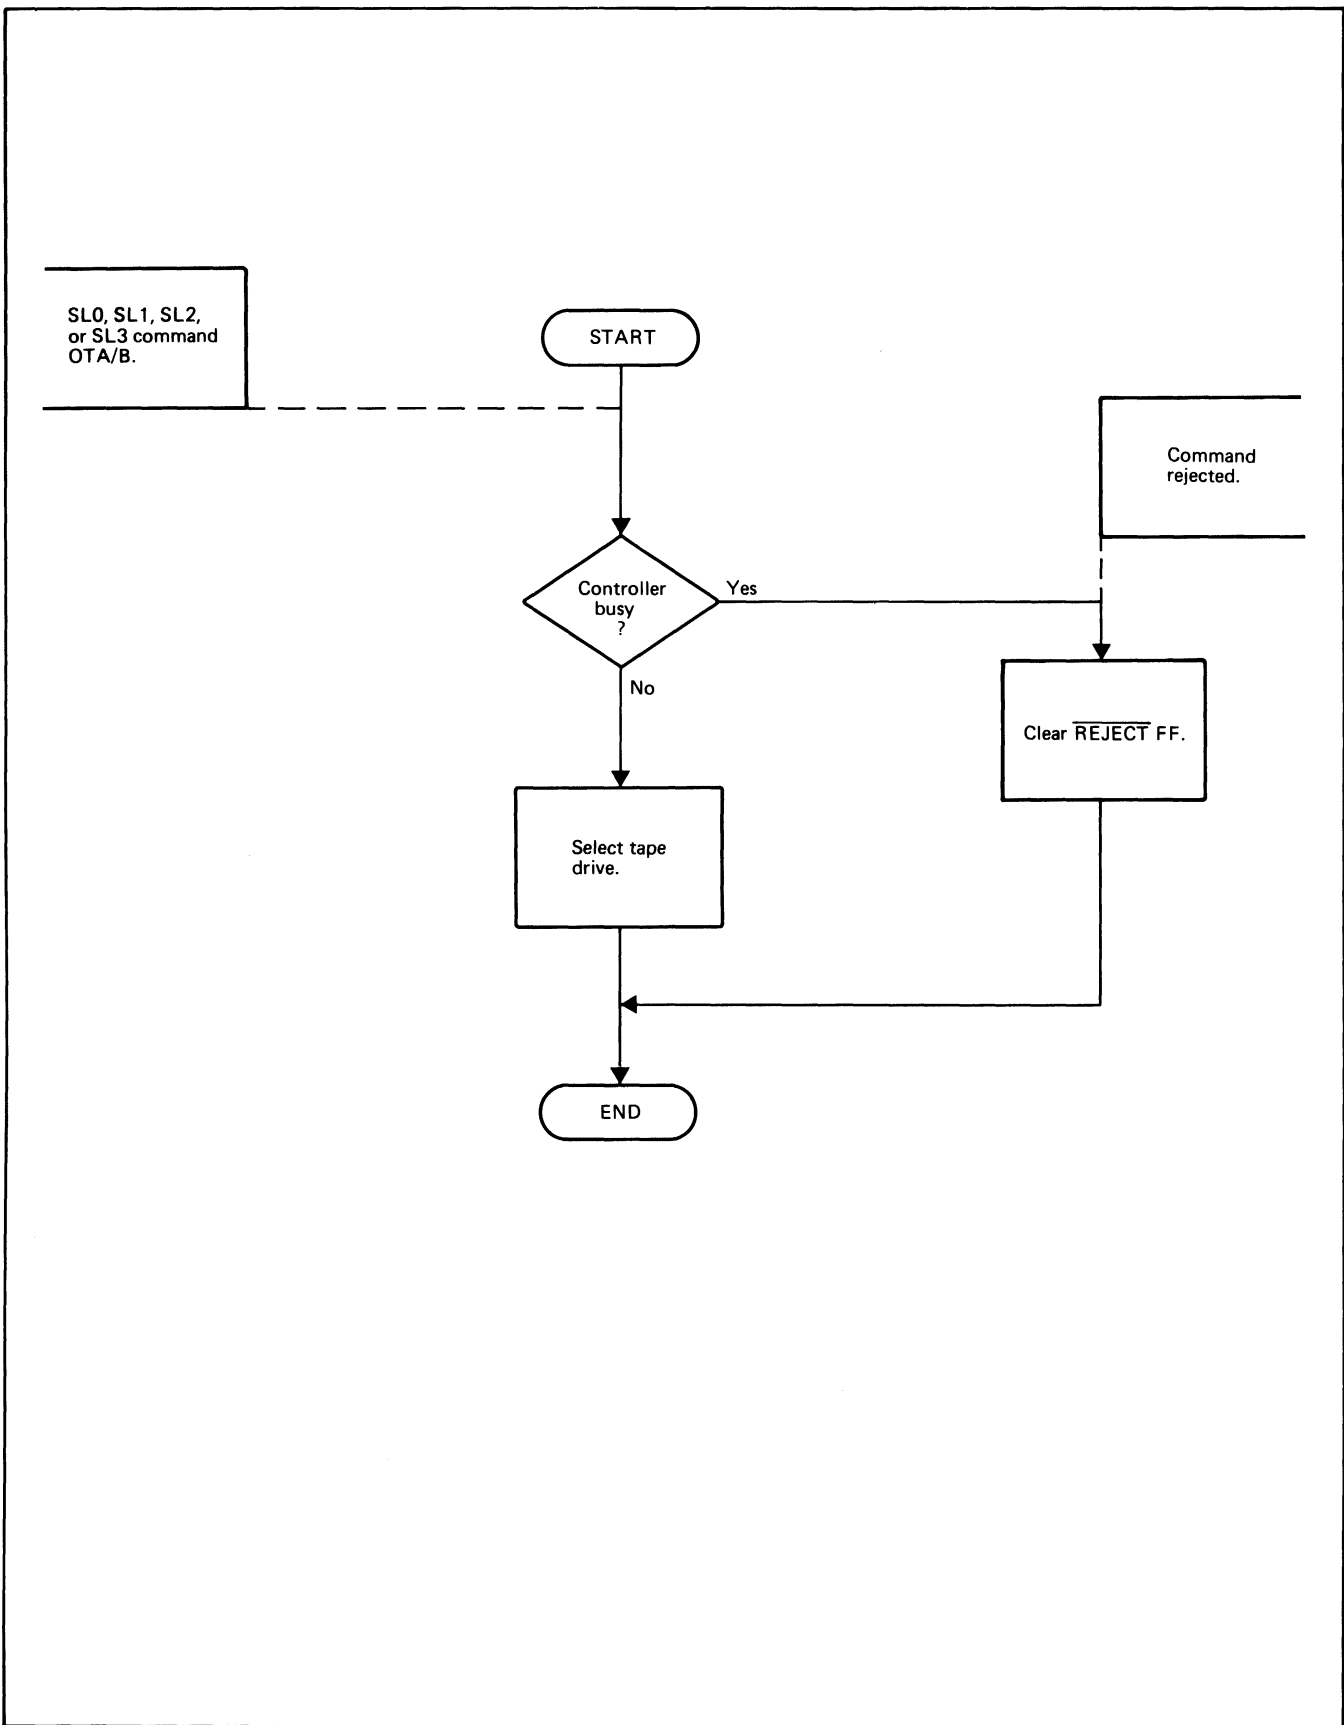 SL0, SL1, SL2,
or SL3 command
OTA/B.
START
Command
rejected.
Controller
busy
?
Yes
No
Clear REJECT FF.
Select tape
drive.
END